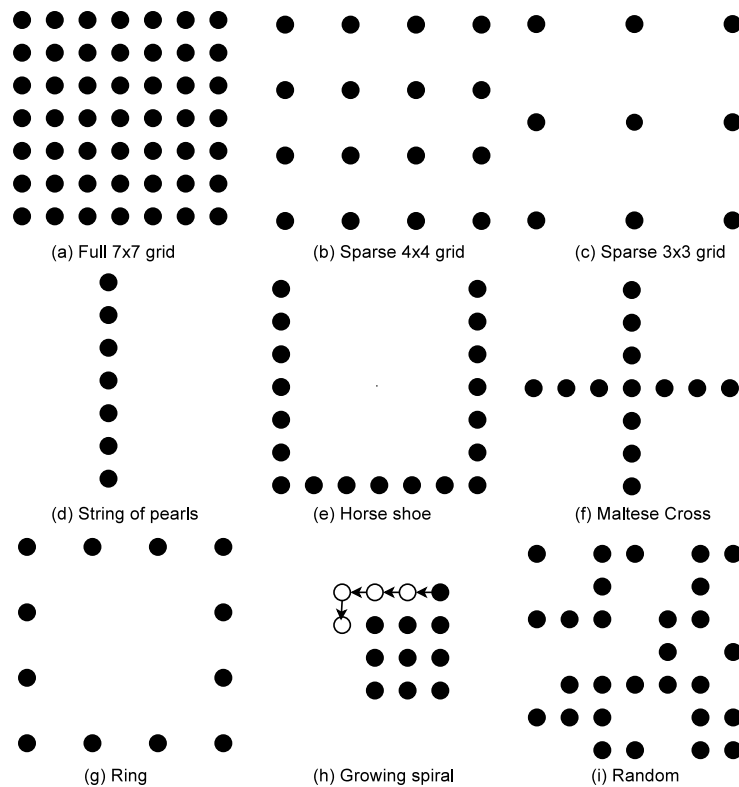 (a) Full 7x7 grid
(b) Sparse 4x4 grid
(c) Sparse 3x3 grid
(d) String of pearls
(e) Horse shoe
(f) Maltese Cross
(g) Ring
(h) Growing spiral
(i) Random